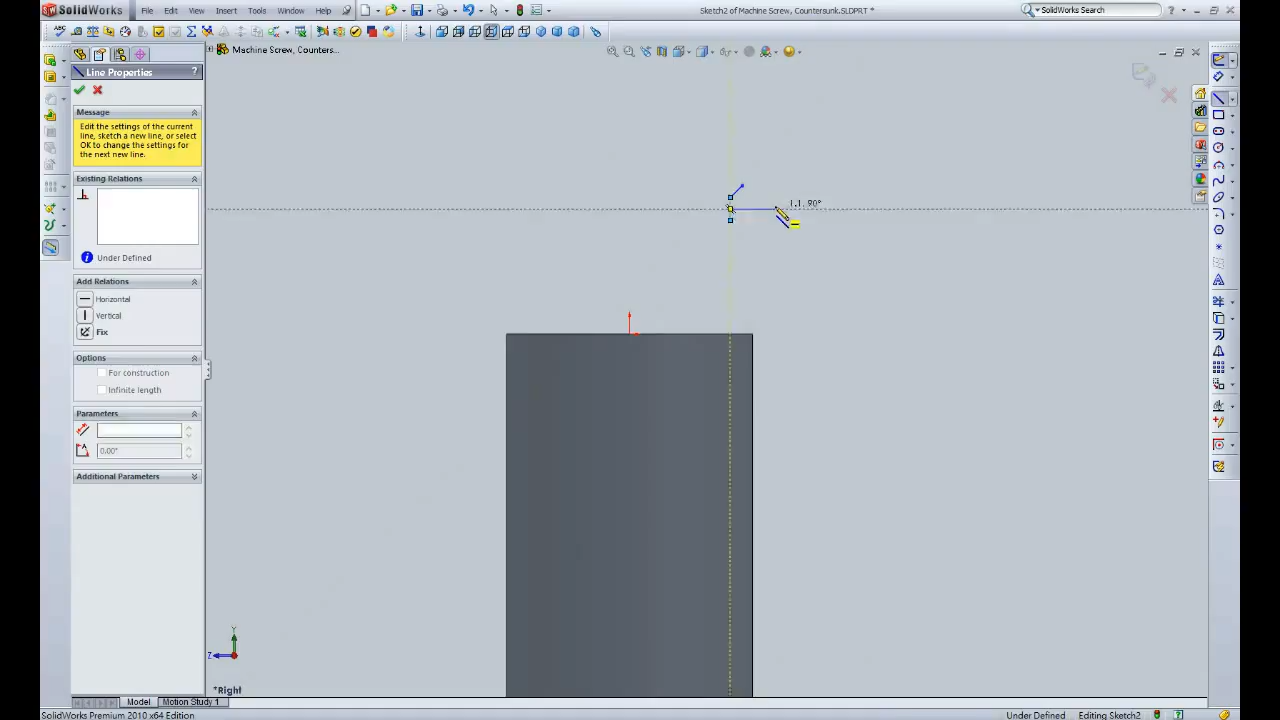 SolidWorks
File
Edit
View
Insert
Tools
Window
Help
Sketch2 of Machine Screw, Countersunk.SLDPRT *
SolidWorks Search
Machine Screw, Counters...
Line Properties
?
Message
Edit the settings of the current
line, sketch a new line, or select
OK to change the settings for
the next new line.
Existing Relations
Under Defined
Add Relations
Horizontal
Vertical
Fix
Options
For construction
Infinite length
Parameters
0.00°
Additional Parameters
1.1, 90°
Y
Z
*Right
Model
Motion Study 1
SolidWorks Premium 2010 x64 Edition
Under Defined
Editing Sketch2